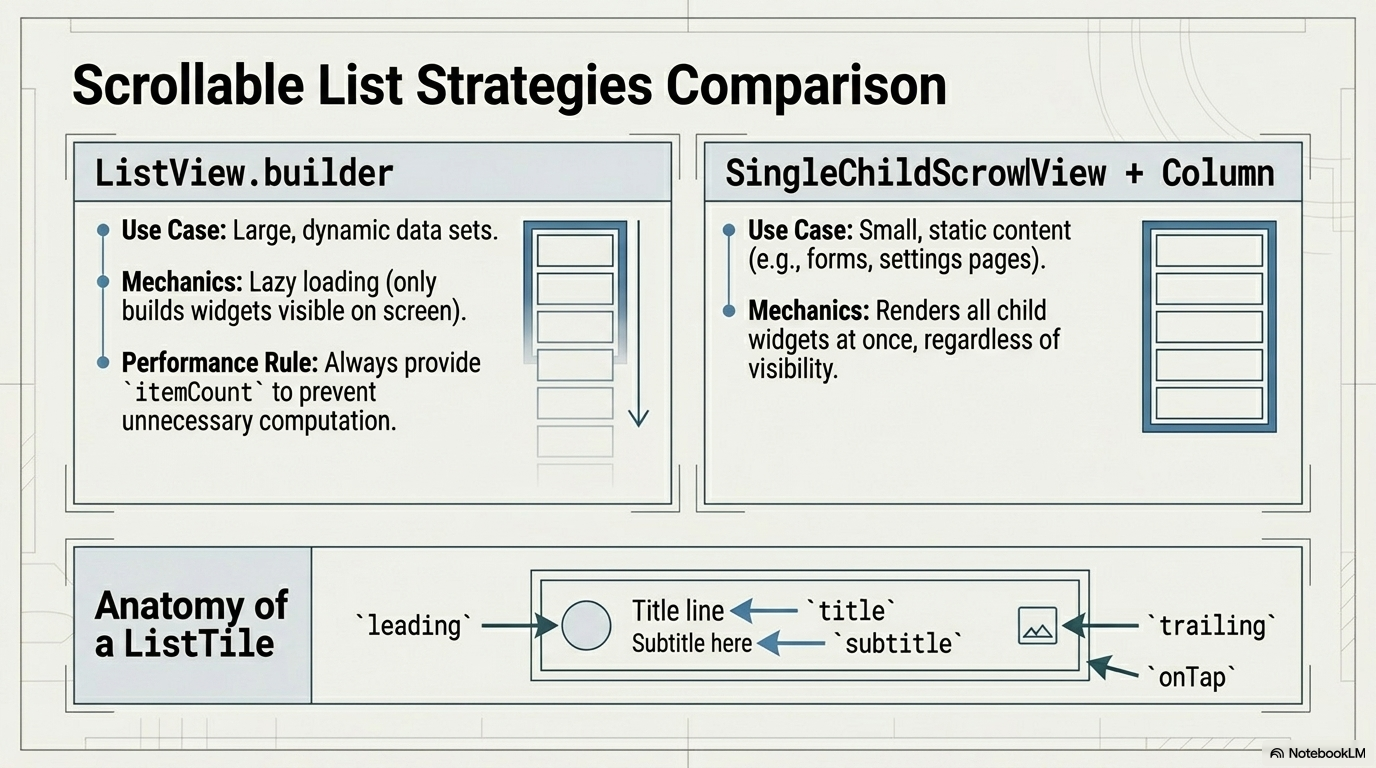 Scrollable List Strategies Comparison
ListView.builder
Use Case: Large, dynamic data sets.
Mechanics: Lazy loading (only
builds widgets visible on screen).
Performance Rule: Always provide
`itemCount` to prevent
unnecessary computation.
SingleChildScrowlView + Column
Use Case: Small, static content
(e.g., forms, settings pages).
Mechanics: Renders all child
widgets at once, regardless of
visibility.
Anatomy of
a ListTile
`leading`
Title line
`title`
Subtitle here
`subtitle`
`trailing`
`onTap`
NotebookLM